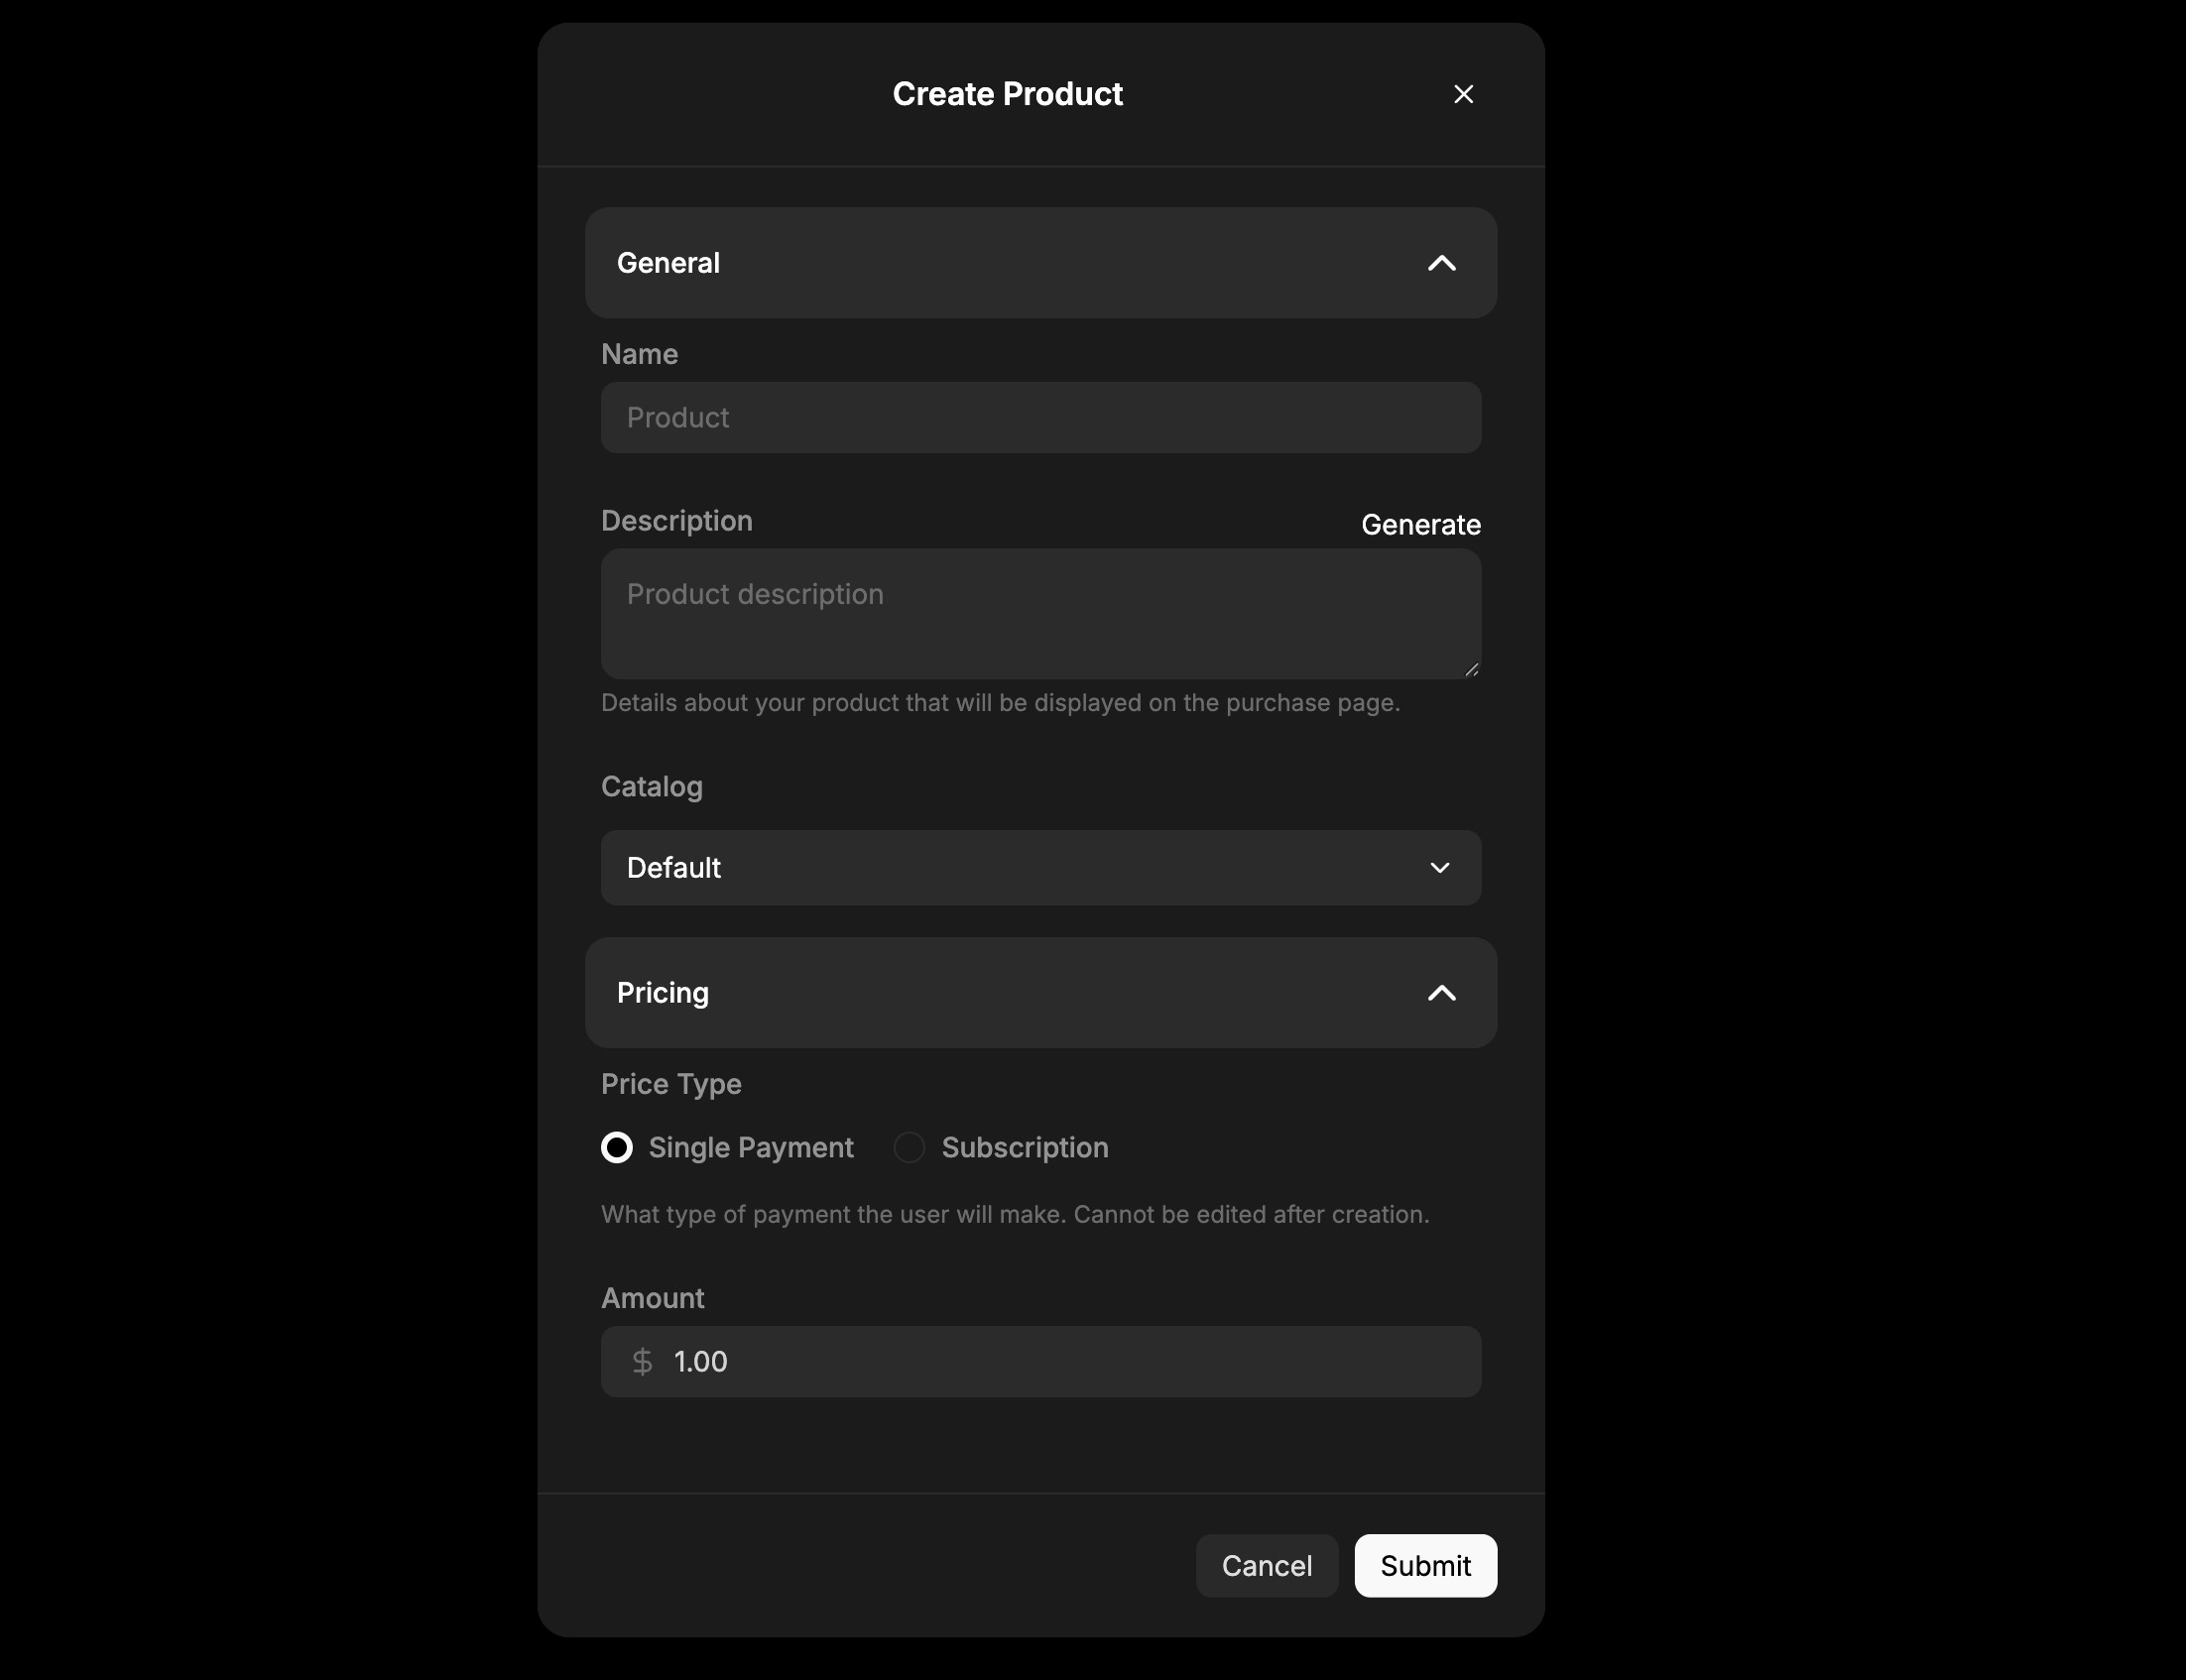 Create Product
General
Name
Product
Description
Generate
Product description
Details about your product that will be displayed on the purchase page.
Catalog
Default
Pricing
Price Type
Single Payment Subscription
What type of payment the user will make. Cannot be edited after creation.
Amount
$ 1.00
Cancel Submit